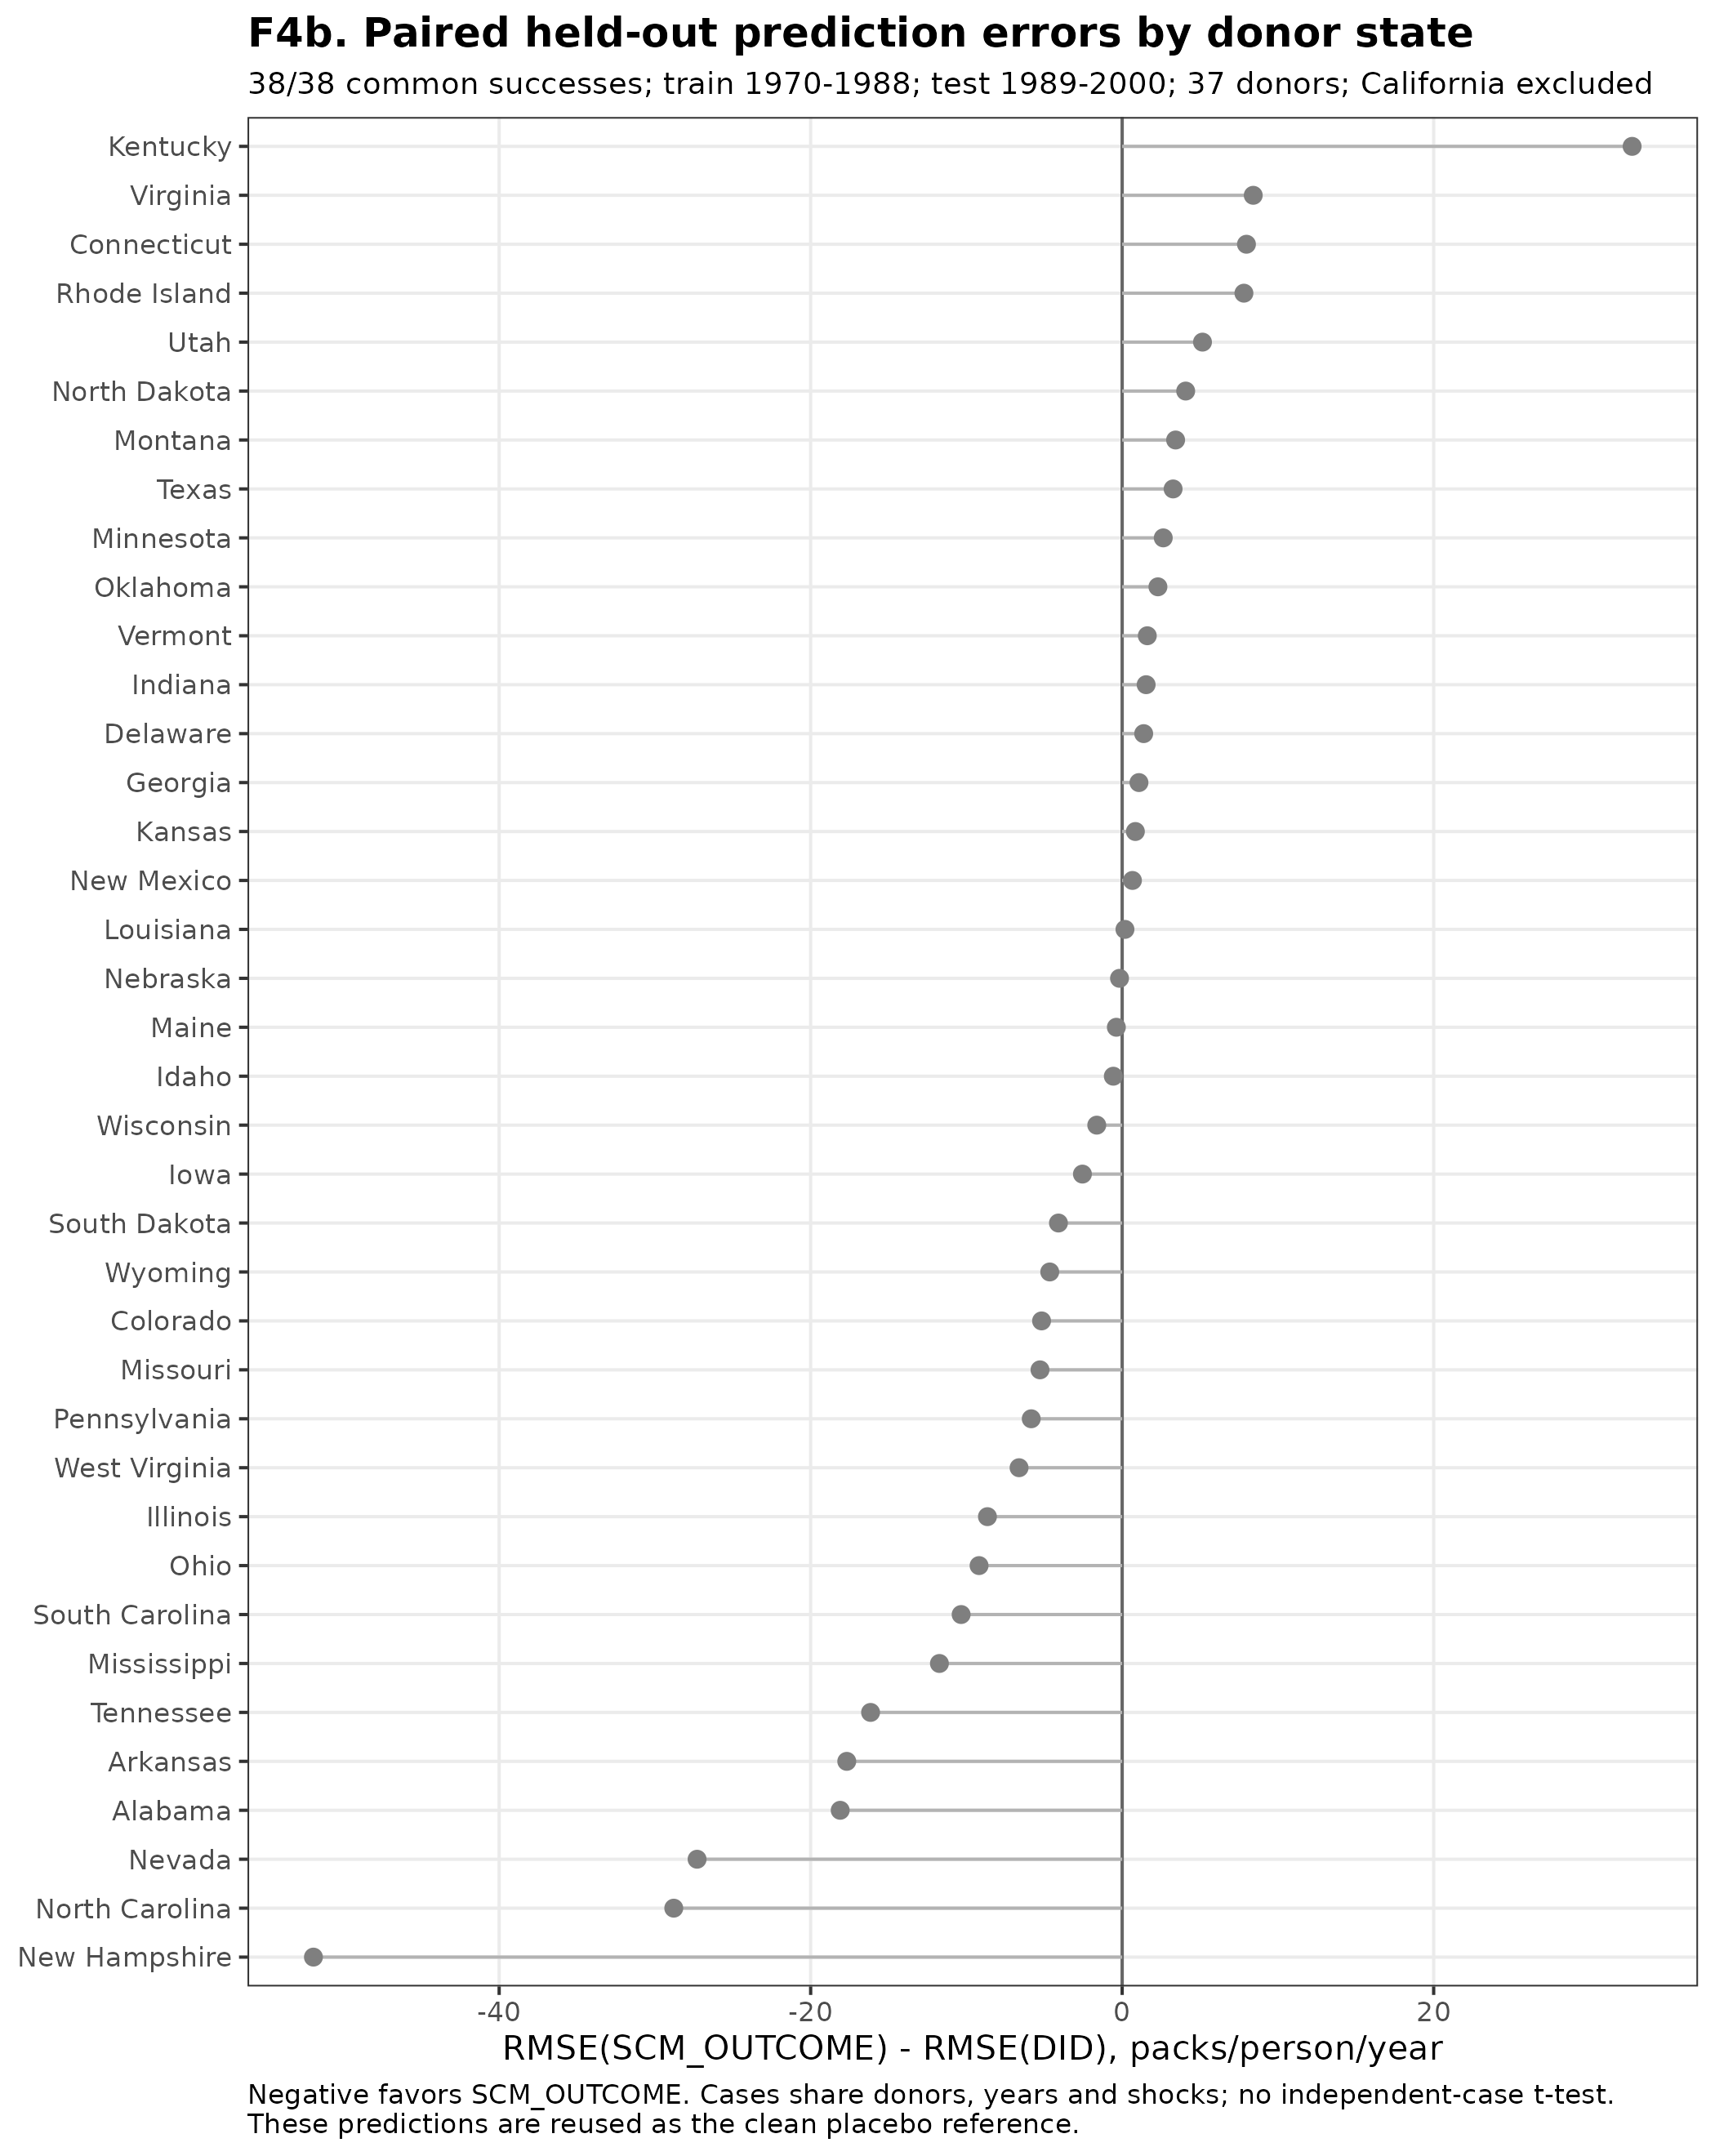 F4b. Paired held-out prediction errors by donor state
38/38 common successes; train 1970-1988; test 1989-2000; 37 donors; California excluded
Kentucky
Virginia
Connecticut
Rhode Island
Utah
North Dakota
Montana
Texas
Minnesota
Oklahoma
Vermont
Indiana
Delaware
Georgia
Kansas
New Mexico
Louisiana
Nebraska
Maine
Idaho
Wisconsin
Iowa
South Dakota
Wyoming
Colorado
Missouri
Pennsylvania
West Virginia
Illinois
Ohio
South Carolina
Mississippi
Tennessee
Arkansas
Alabama
Nevada
North Carolina
New Hampshire
-40 -20 0 20
RMSE(SCM_OUTCOME) - RMSE(DID), packs/person/year
Negative favors SCM_OUTCOME. Cases share donors, years and shocks; no independent-case t-test.
These predictions are reused as the clean placebo reference.